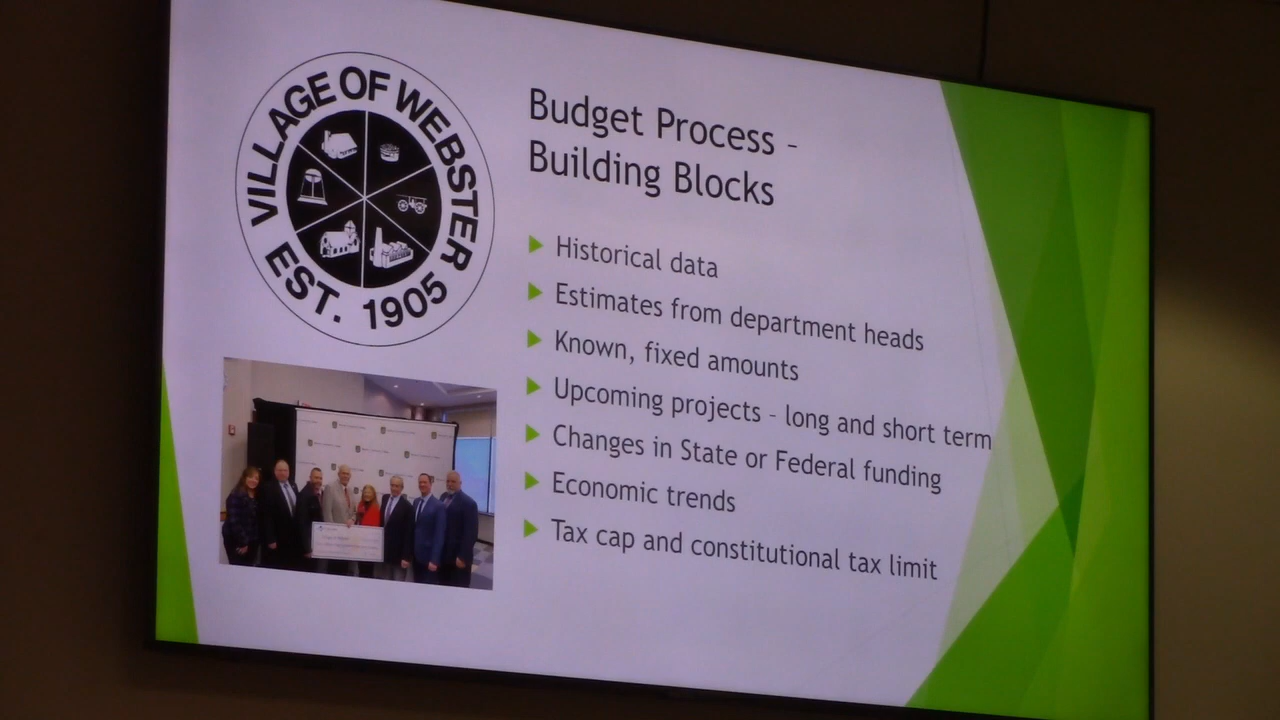 VILLAGE OF WEBSTER
EST. 1905
Budget Process –
Building Blocks
Historical data
Estimates from department heads
Known, fixed amounts
Upcoming projects – long and short term
Changes in State or Federal funding
Economic trends
Tax cap and constitutional tax limit